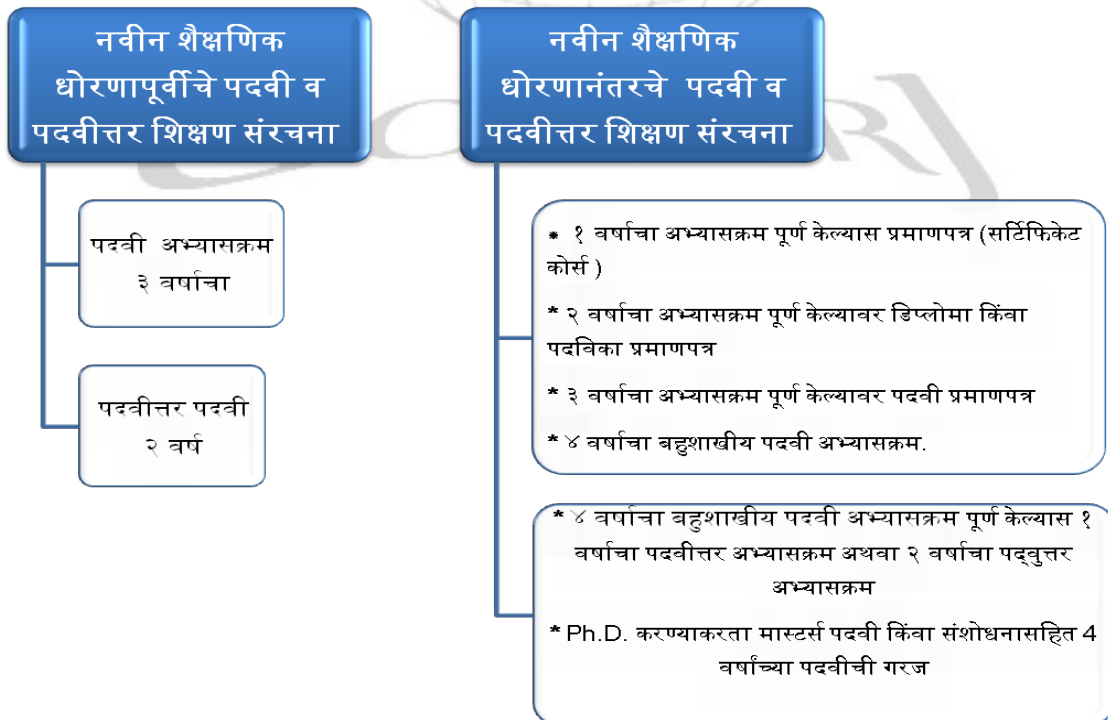 नवीन शैक्षणिक
धोरणापूर्वीचे पदवी व
पदवीत्तर शिक्षण संरचना
पदवी अभ्यासक्रम
३ वर्षाचा
पदवीत्तर पदवी
२ वर्ष
नवीन शैक्षणिक
धोरणानंतरचे पदवी व
पदवीत्तर शिक्षण संरचना
* १ वर्षाचा अभ्यासक्रम पूर्ण केल्यास प्रमाणपत्र (सर्टिफिकेट
कोर्स )
* २ वर्षाचा अभ्यासक्रम पूर्ण केल्यावर डिप्लोमा किंवा
पदविका प्रमाणपत्र
* ३ वर्षाचा अभ्यासक्रम पूर्ण केल्यावर पदवी प्रमाणपत्र
* ४ वर्षाचा बहुशाखीय पदवी अभ्यासक्रम.
* ४ वर्षाचा बहुशाखीय पदवी अभ्यासक्रम पूर्ण केल्यास १
वर्षाचा पदवीत्तर अभ्यासक्रम अथवा २ वर्षाचा पद्वुत्तर
अभ्यासक्रम
* Ph.D. करण्याकरता मास्टर्स पदवी किंवा संशोधनासहित 4
वर्षांच्या पदवीची गरज